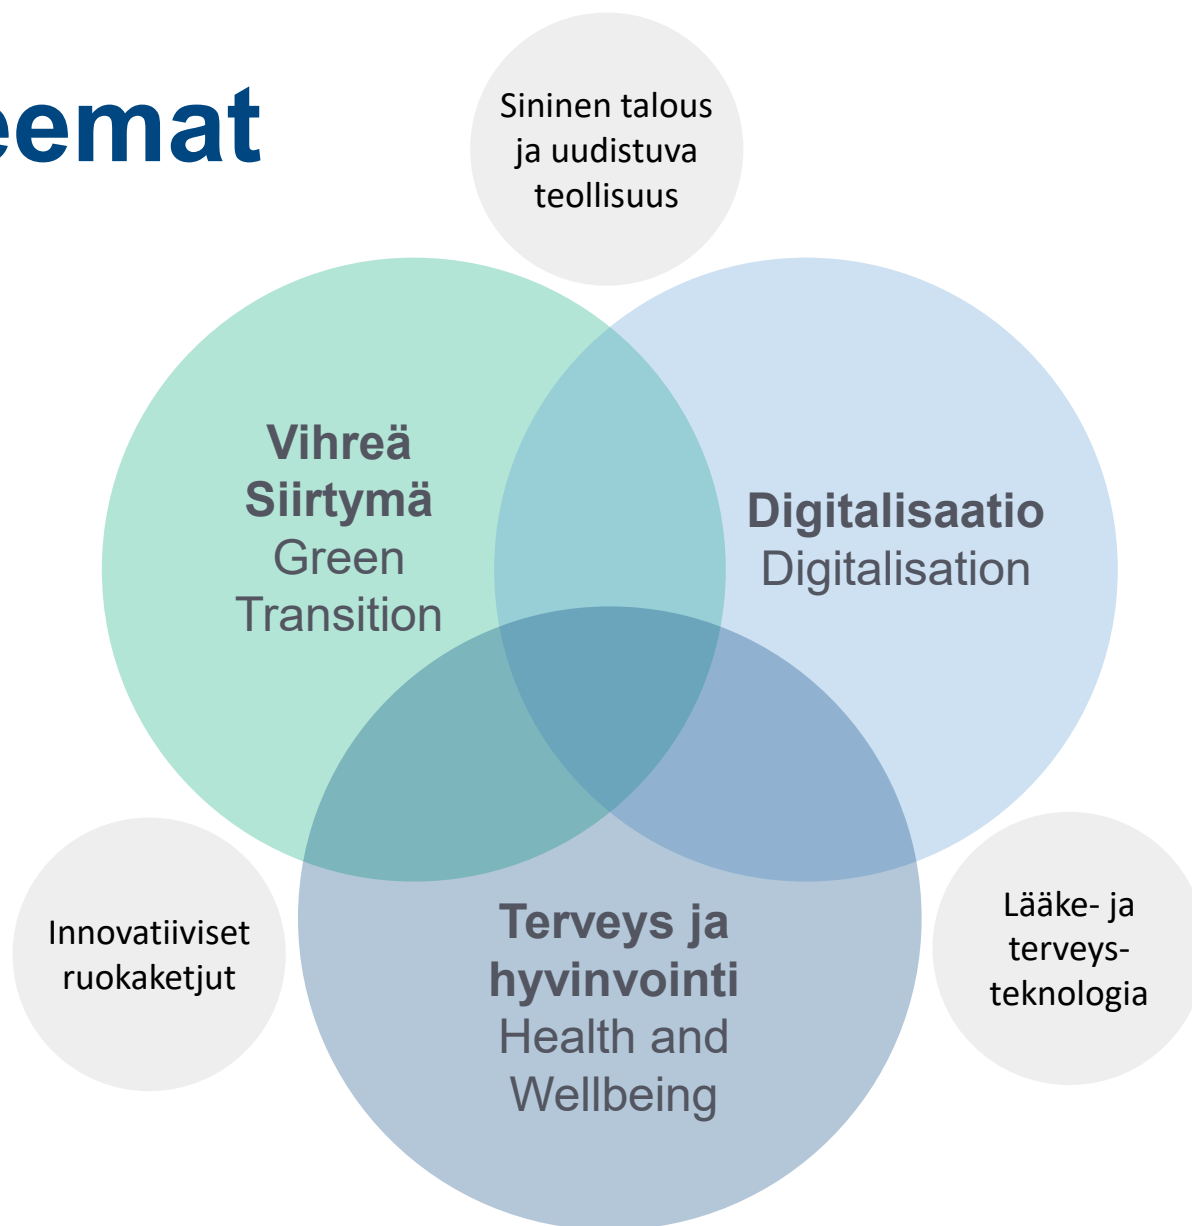 eemat
Sininen talous
ja uudistuva
teollisuus
Vihreä
Siirtymä
Green
Transition
Digitalisaatio
Digitalisation
Innovatiiviset
ruokaketjut
Terveys ja
hyvinvointi
Health and
Wellbeing
Lääke- ja
terveys-
teknologia